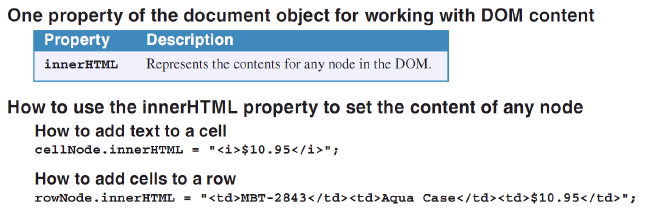 One property of the document object for working with DOM content
Property Description
innerHTML Represents the contents for any node in the DOM.
How to use the innerHTML property to set the content of any node
How to add text to a cell
cellNode.innerHTML = "<i>$10.95</i>";
How to add cells to a row
rowNode.innerHTML = "<td>MBT-2843</td><td>Aqua Case</td><td>$10.95</td>";